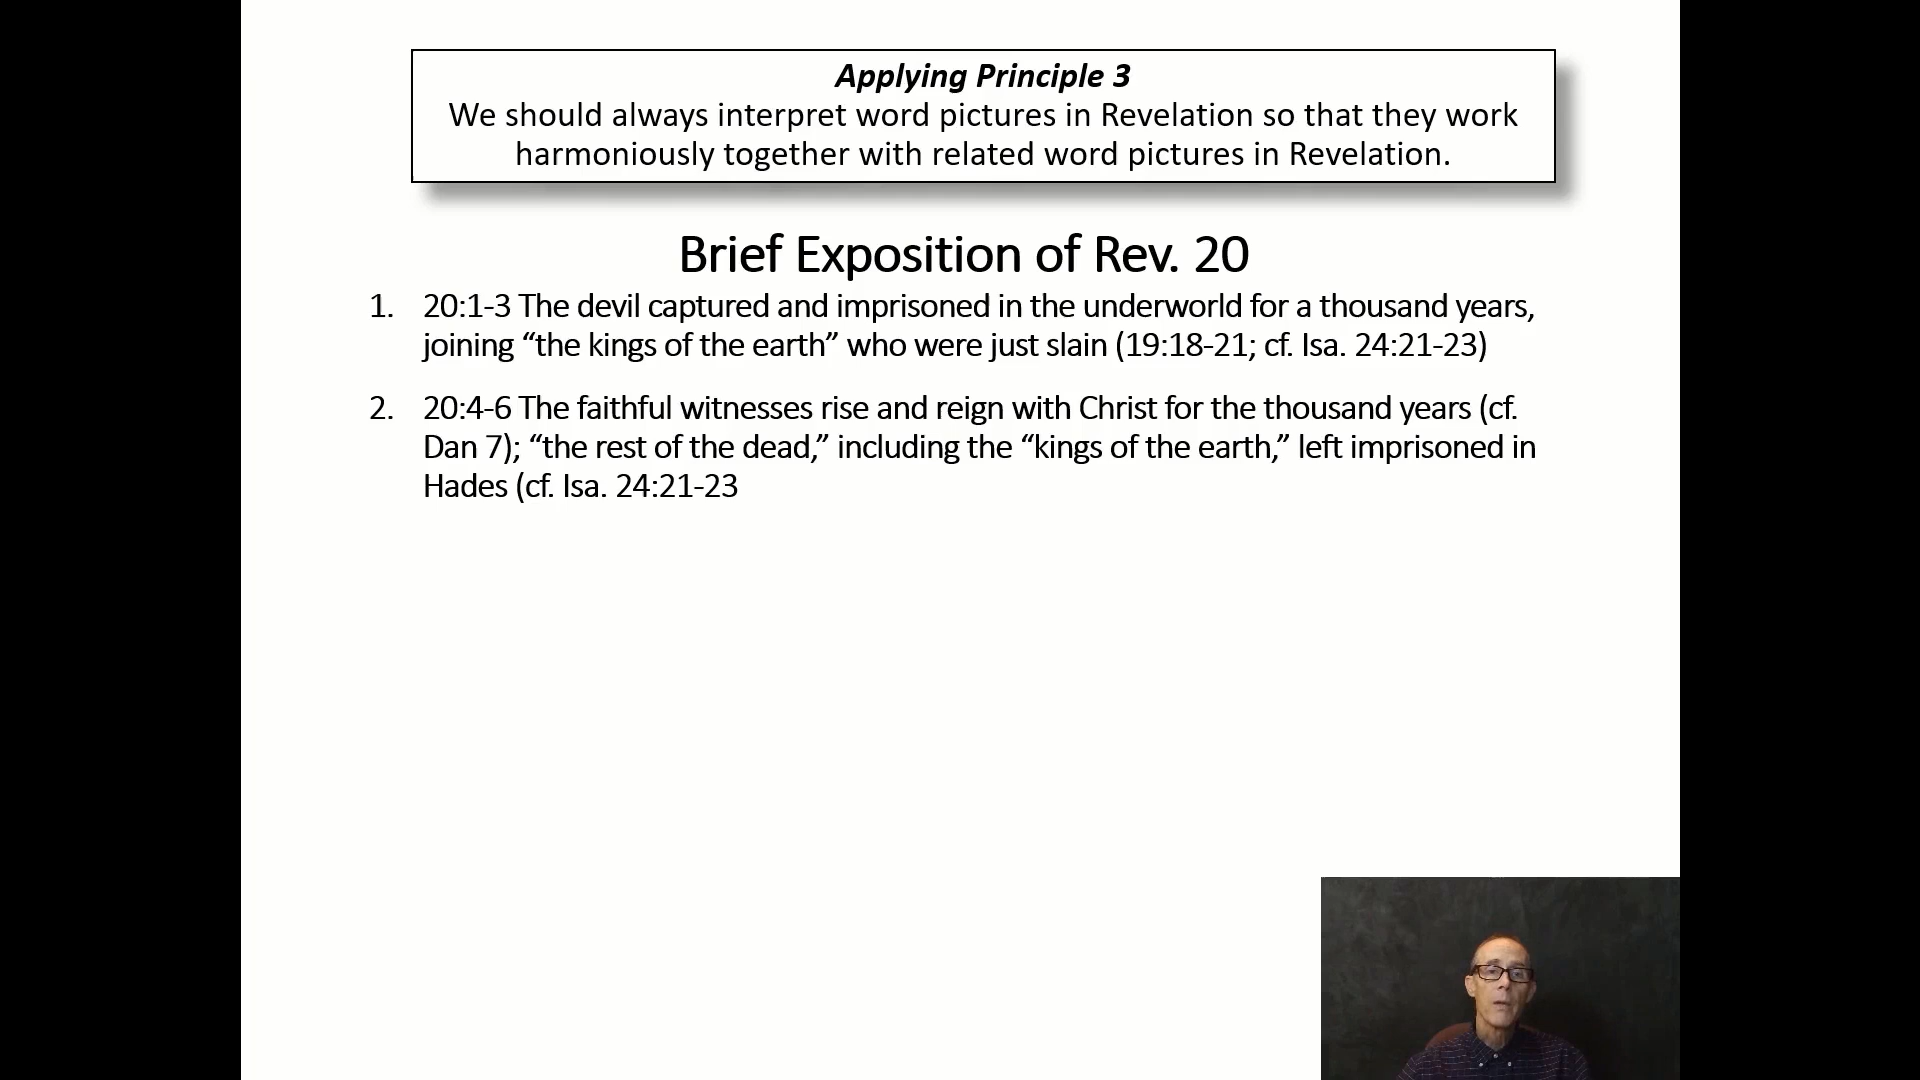 Applying Principle 3
We should always interpret word pictures in Revelation so that they work
harmoniously together with related word pictures in Revelation.
Brief Exposition of Rev. 20
1. 20:1-3 The devil captured and imprisoned in the underworld for a thousand years,
joining “the kings of the earth” who were just slain (19:18-21; cf. Isa. 24:21-23)
2. 20:4-6 The faithful witnesses rise and reign with Christ for the thousand years (cf.
Dan 7); “the rest of the dead,” including the “kings of the earth,” left imprisoned in
Hades (cf. Isa. 24:21-23